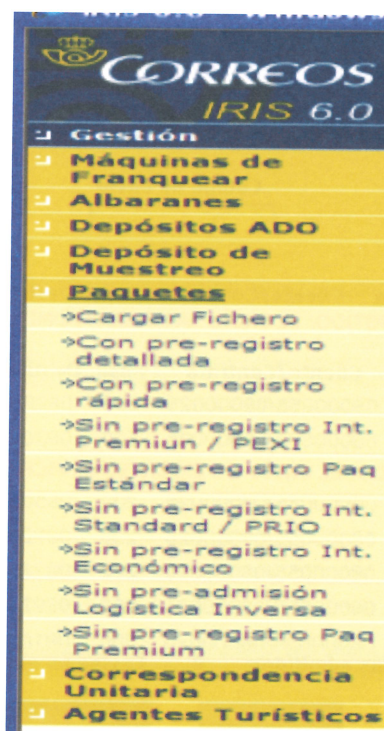 CORREOS
IRIS 6.0
Gestión
Máquinas de
Franquear
Albaranes
Depósitos ADO
Depósito de
Muestreo
Paquetes
Cargar Fichero
Con pre-registro
detallada
Con pre-registro
rápida
Sin pre-registro Int.
Premiun / PEXI
Sin pre-registro Paq
Estándar
Sin pre-registro Int.
Standard / PRIO
Sin pre-registro Int.
Económico
Sin pre-admisión
Logística Inversa
Sin pre-registro Paq
Premium
Correspondencia
Unitaria
Agentes Turísticos